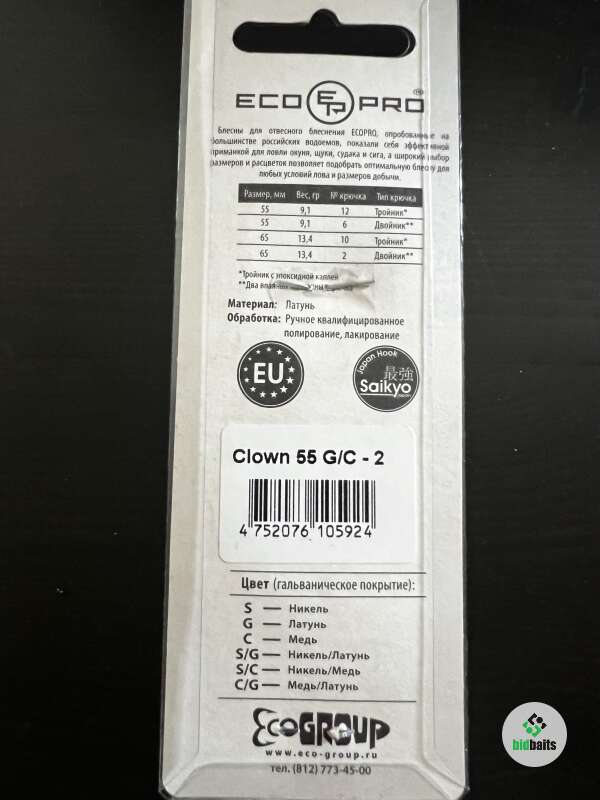 ECO EP PRO
Блесны для отвесного блеснения ECOPRO, опробованные на
большинстве российских водоемов, показали себя эффективной
приманкой для ловли окуня, щуки, судака и сига, а широкий выбор
размеров и расцветок позволяет подобрать оптимальную блесну для
любых условий лова и размеров добычи.
Размер, мм Вес, гр № крючка Тип крючка
55 9,1 12 Тройник*
55 9,1 6 Двойник**
65 13,4 10 Тройник*
65 13,4 2 Двойник**
*Тройник с эпоксидной каплей
**Два
Материал: Латунь
Обработка: Ручное квалифицированное
полирование, лакирование
EU
Japan Hook
最強
Saikyo
Japan
Clown 55 G/C - 2
4 752076 105924
Цвет (гальваническое покрытие):
S — Никель
G — Латунь
C — Медь
S/G — Никель/Латунь
S/C — Никель/Медь
C/G — Медь/Латунь
ECOGROUP
www.eco-group.ru
тел. (812) 773-45-00
bidbaits